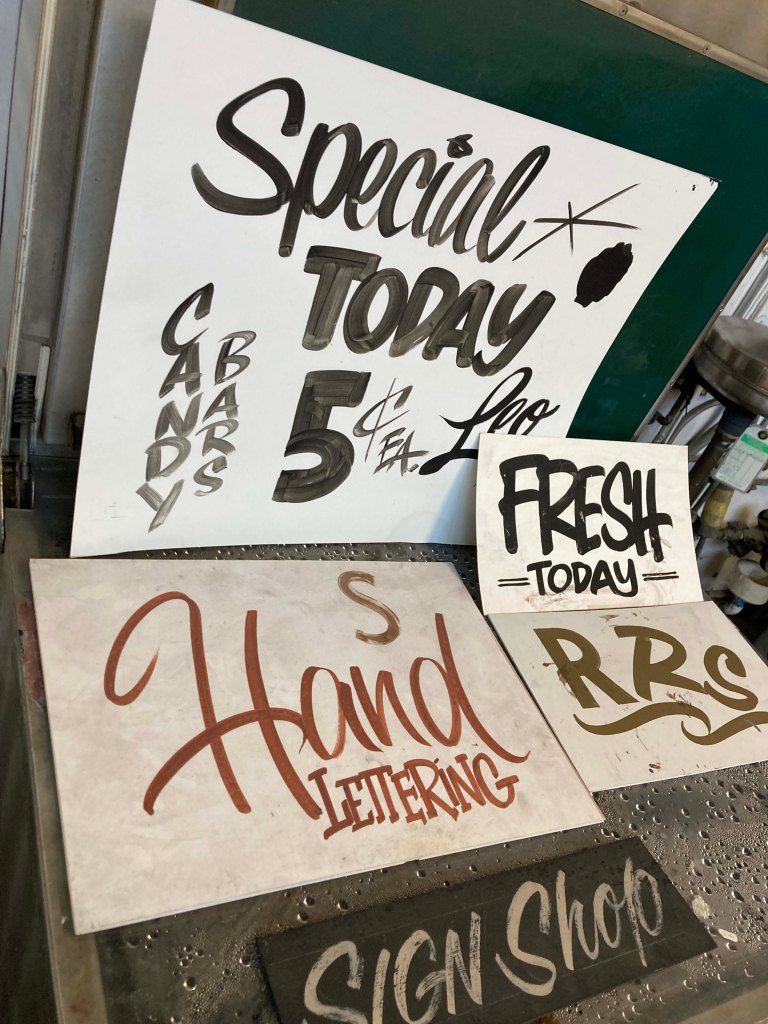 Special
TODAY
CANDY
BARS
5¢ EA.
Leo
FRESH
=TODAY=
S
Hand
LETTERING
RRS
SIGN Shop